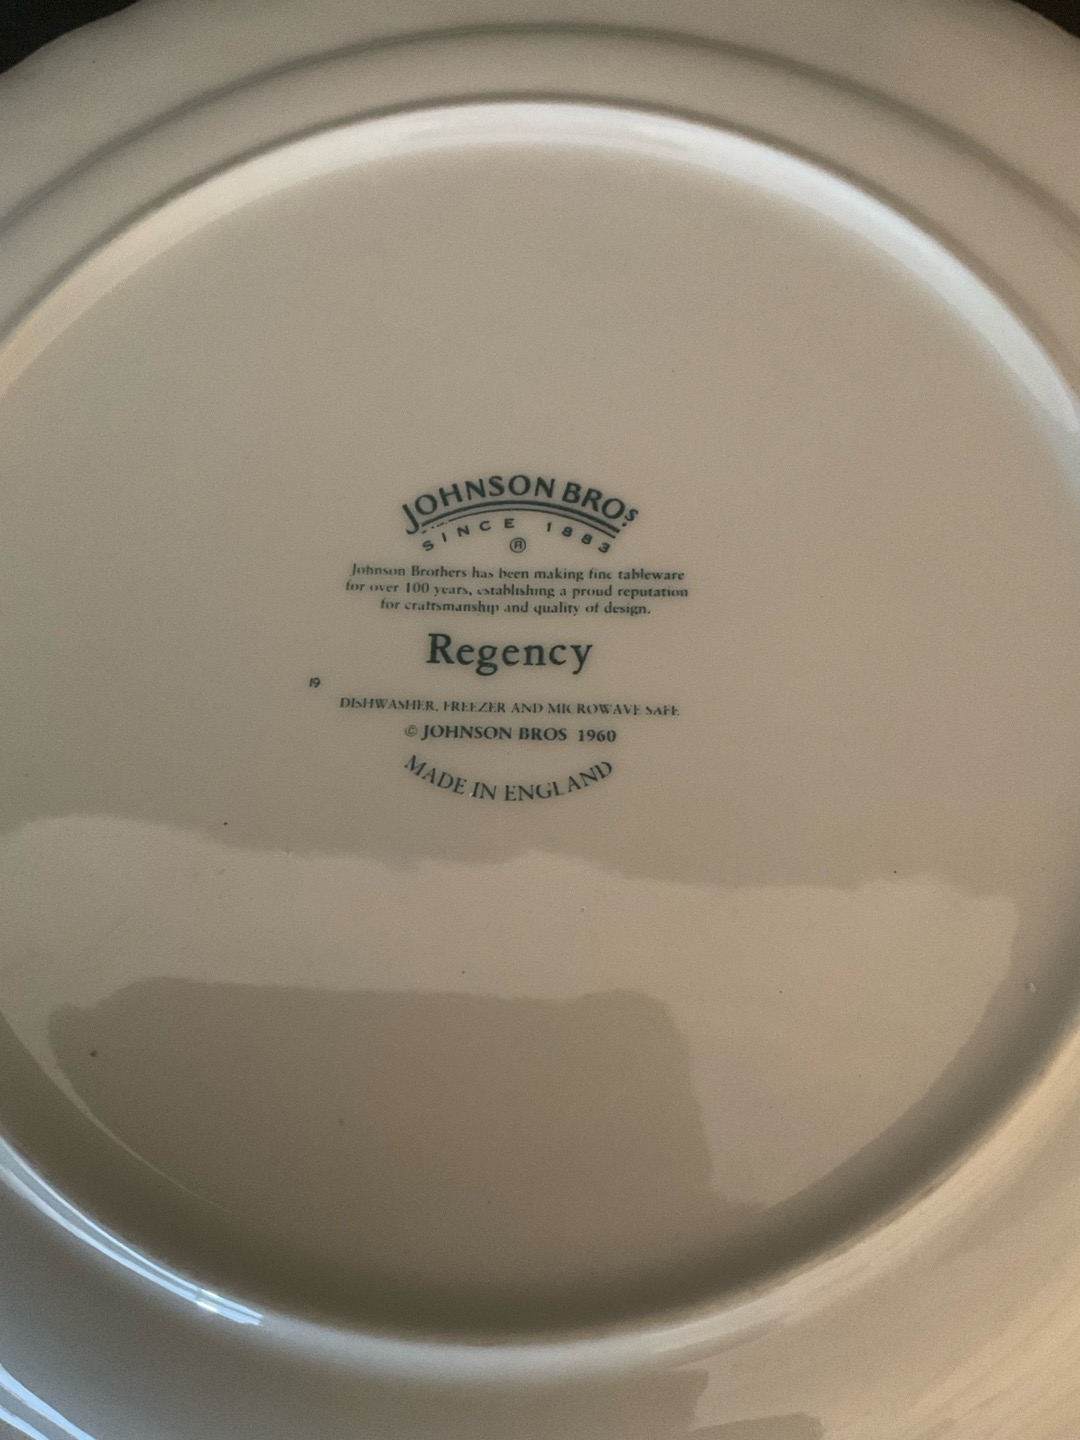 JOHNSON BROS
SINCE 1883
®
Johnson Brothers has been making fine tableware
for over 100 years, establishing a proud reputation
for craftsmanship and quality of design.
Regency
19
DISHWASHER, FREEZER AND MICROWAVE SAFE
© JOHNSON BROS 1960
MADE IN ENGLAND